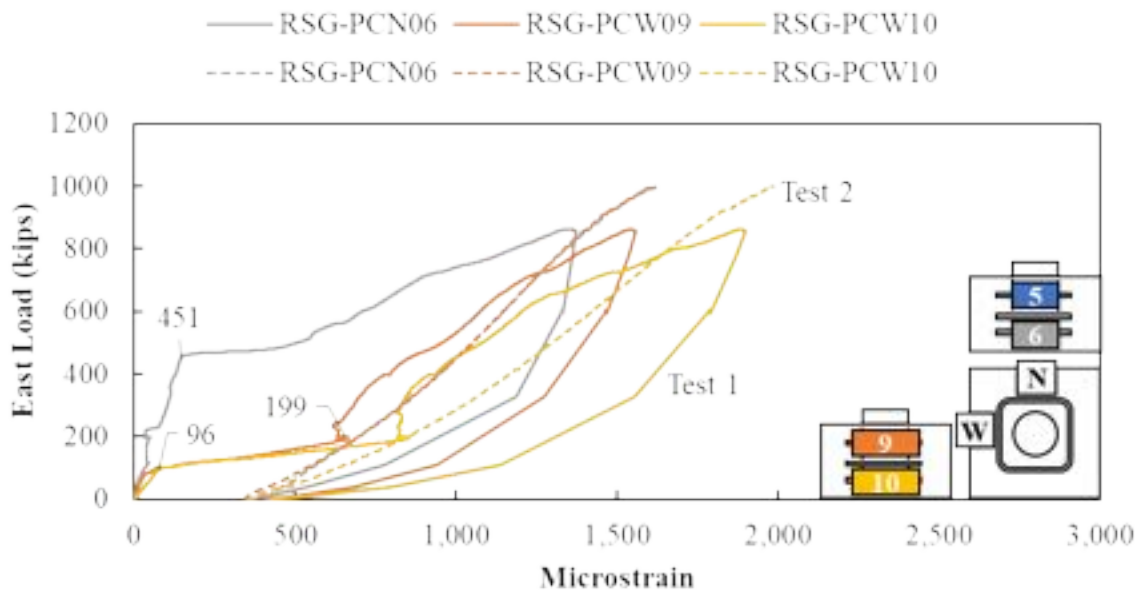 RSG-PCN06 RSG-PCW09 RSG-PCW10
RSG-PCN06 RSG-PCW09 RSG-PCW10
1200
1000
800
600
400
200
0
East Load (kips)
451
199
96
Test 2
Test 1
5
6
N
W
9
10
0 500 1,000 1,500 2,000 2,500 3,000
Microstrain